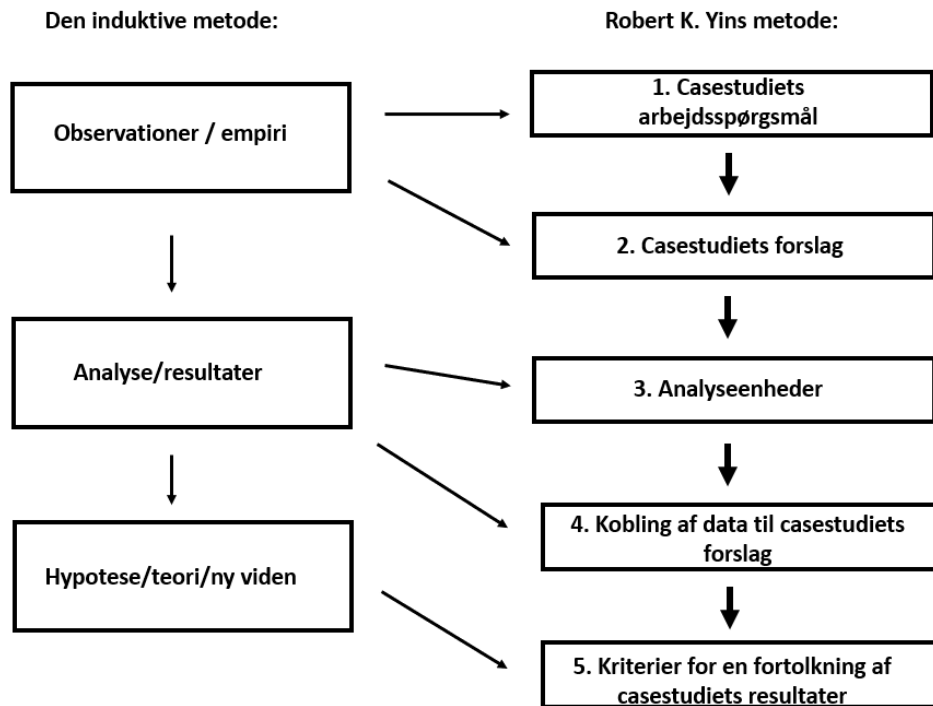 Den induktive metode:
Observationer / empiri
Analyse/resultater
Hypotese/teori/ny viden
Robert K. Yins metode:
1. Casestudiets
arbejdsspørgsmål
2. Casestudiets forslag
3. Analyseenheder
4. Kobling af data til casestudiets
forslag
5. Kriterier for en fortolkning af
casestudiets resultater